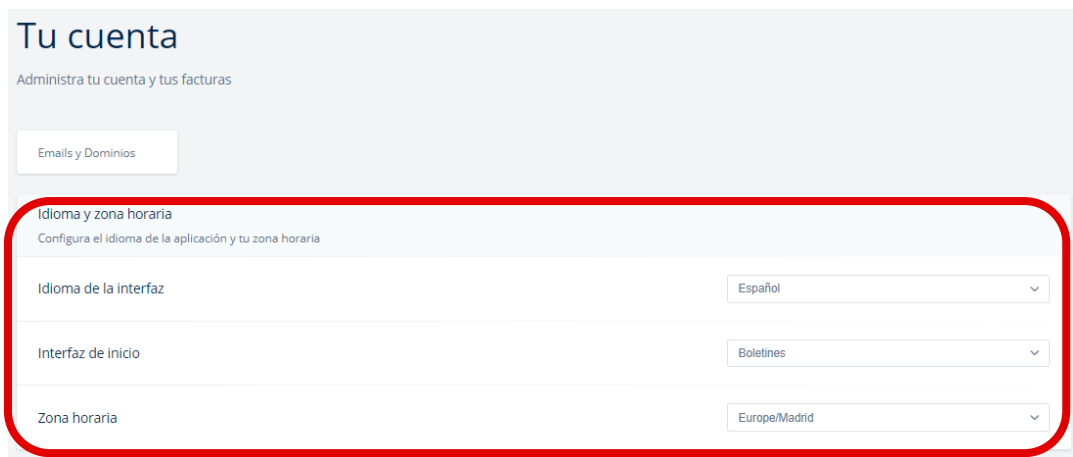 Tu cuenta
Administra tu cuenta y tus facturas
Emails y Dominios
Idioma y zona horaria
Configura el idioma de la aplicación y tu zona horaria
Idioma de la interfaz
Español
Interfaz de inicio
Boletines
Zona horaria
Europe/Madrid